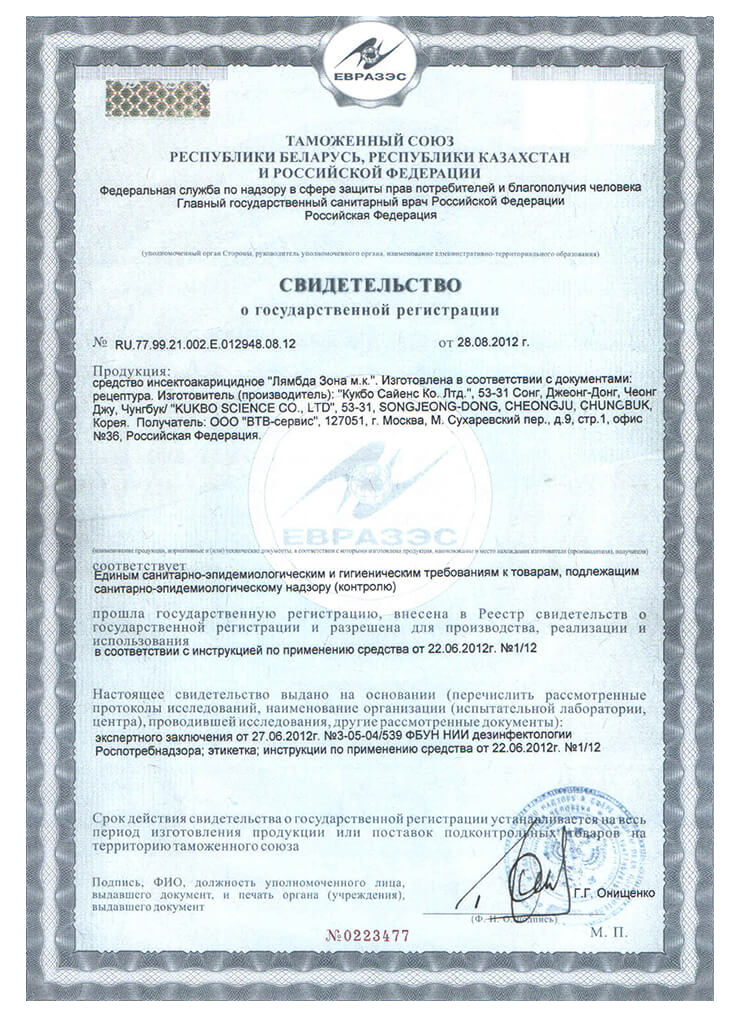 ЕВРАЗЭС
ТАМОЖЕННЫЙ СОЮЗ
РЕСПУБЛИКИ БЕЛАРУСЬ, РЕСПУБЛИКИ КАЗАХСТАН
И РОССИЙСКОЙ ФЕДЕРАЦИИ
Федеральная служба по надзору в сфере защиты прав потребителей и благополучия человека
Главный государственный санитарный врач Российской Федерации
Российская Федерация
(уполномоченный орган Стороны, руководитель уполномоченного органа, наименование административно-территориального образования)
СВИДЕТЕЛЬСТВО
о государственной регистрации
№ RU.77.99.21.002.Е.012948.08.12 от 28.08.2012 г.
Продукция:
средство инсектоакарицидное "Лямбда Зона м.к.". Изготовлена в соответствии с документами:
рецептура. Изготовитель (производитель): "Кукбо Сайенс Ко. Лтд.", 53-31 Сонг, Джеонг-Донг, Чеонг
Джу, Чунгбук/ "KUKBO SCIENCE CO., LTD", 53-31, SONGJEONG-DONG, CHEONGJU, CHUNGBUK,
Корея. Получатель: ООО "ВТВ-сервис", 127051, г. Москва, М. Сухаревский пер., д.9, стр.1, офис
№36, Российская Федерация.
ЕВРАЗЭС
(наименование продукции, нормативные и (или) технические документы, в соответствии с которыми изготовлена продукция, наименование и место нахождения изготовителя (производителя), получателя)
соответствует
Единым санитарно-эпидемиологическим и гигиеническим требованиям к товарам, подлежащим
санитарно-эпидемиологическому надзору (контролю)
прошла государственную регистрацию, внесена в Реестр свидетельств о
государственной регистрации и разрешена для производства, реализации и
использования
в соответствии с инструкцией по применению средства от 22.06.2012г. №1/12
Настоящее свидетельство выдано на основании (перечислить рассмотренные
протоколы исследований, наименование организации (испытательной лаборатории,
центра), проводившей исследования, другие рассмотренные документы):
экспертного заключения от 27.06.2012г. №3-05-04/539 ФБУН НИИ дезинфектологии
Роспотребнадзора; этикетка; инструкции по применению средства от 22.06.2012г. №1/12
Срок действия свидетельства о государственной регистрации устанавливается на весь
период изготовления продукции или поставок подконтрольных товаров на
территорию таможенного союза
Подпись, ФИО, должность уполномоченного лица,
выдавшего документ, и печать органа (учреждения),
выдавшего документ
Г.Г. Онищенко
(Ф. И. О./подпись)
М. П.
№0223477